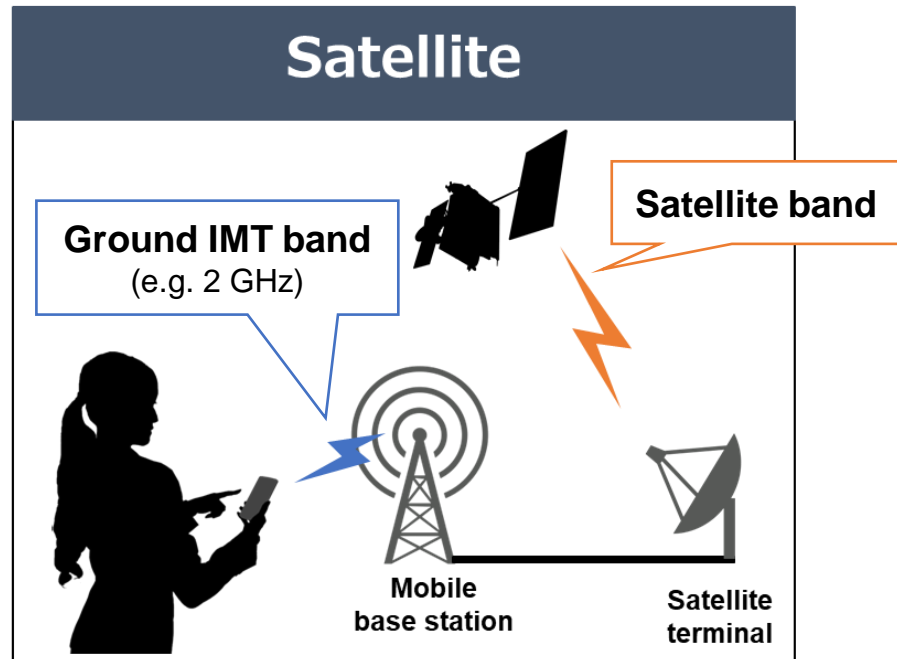 Satellite
Satellite band
Ground IMT band
(e.g. 2 GHz)
Mobile
base station
Satellite
terminal